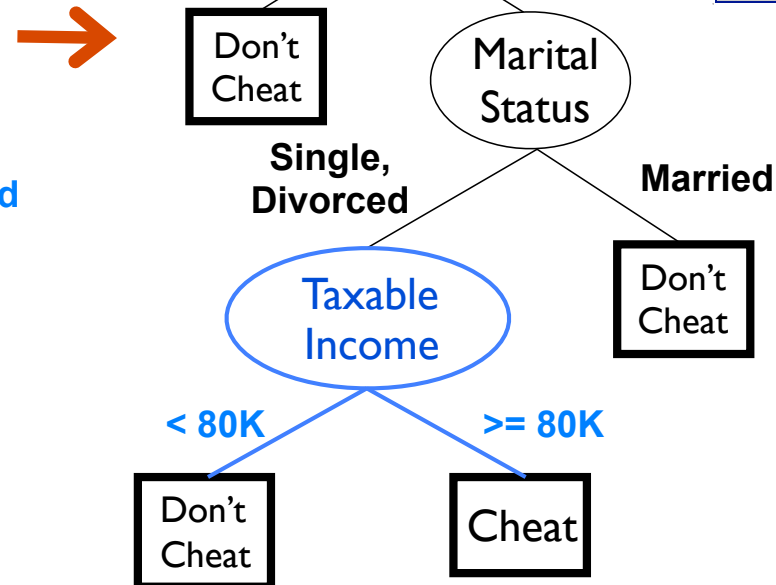 Don't
Cheat
Marital
Status
Single,
Divorced
Married
d
Taxable
Income
Don't
Cheat
< 80K
>= 80K
Don't
Cheat
Cheat